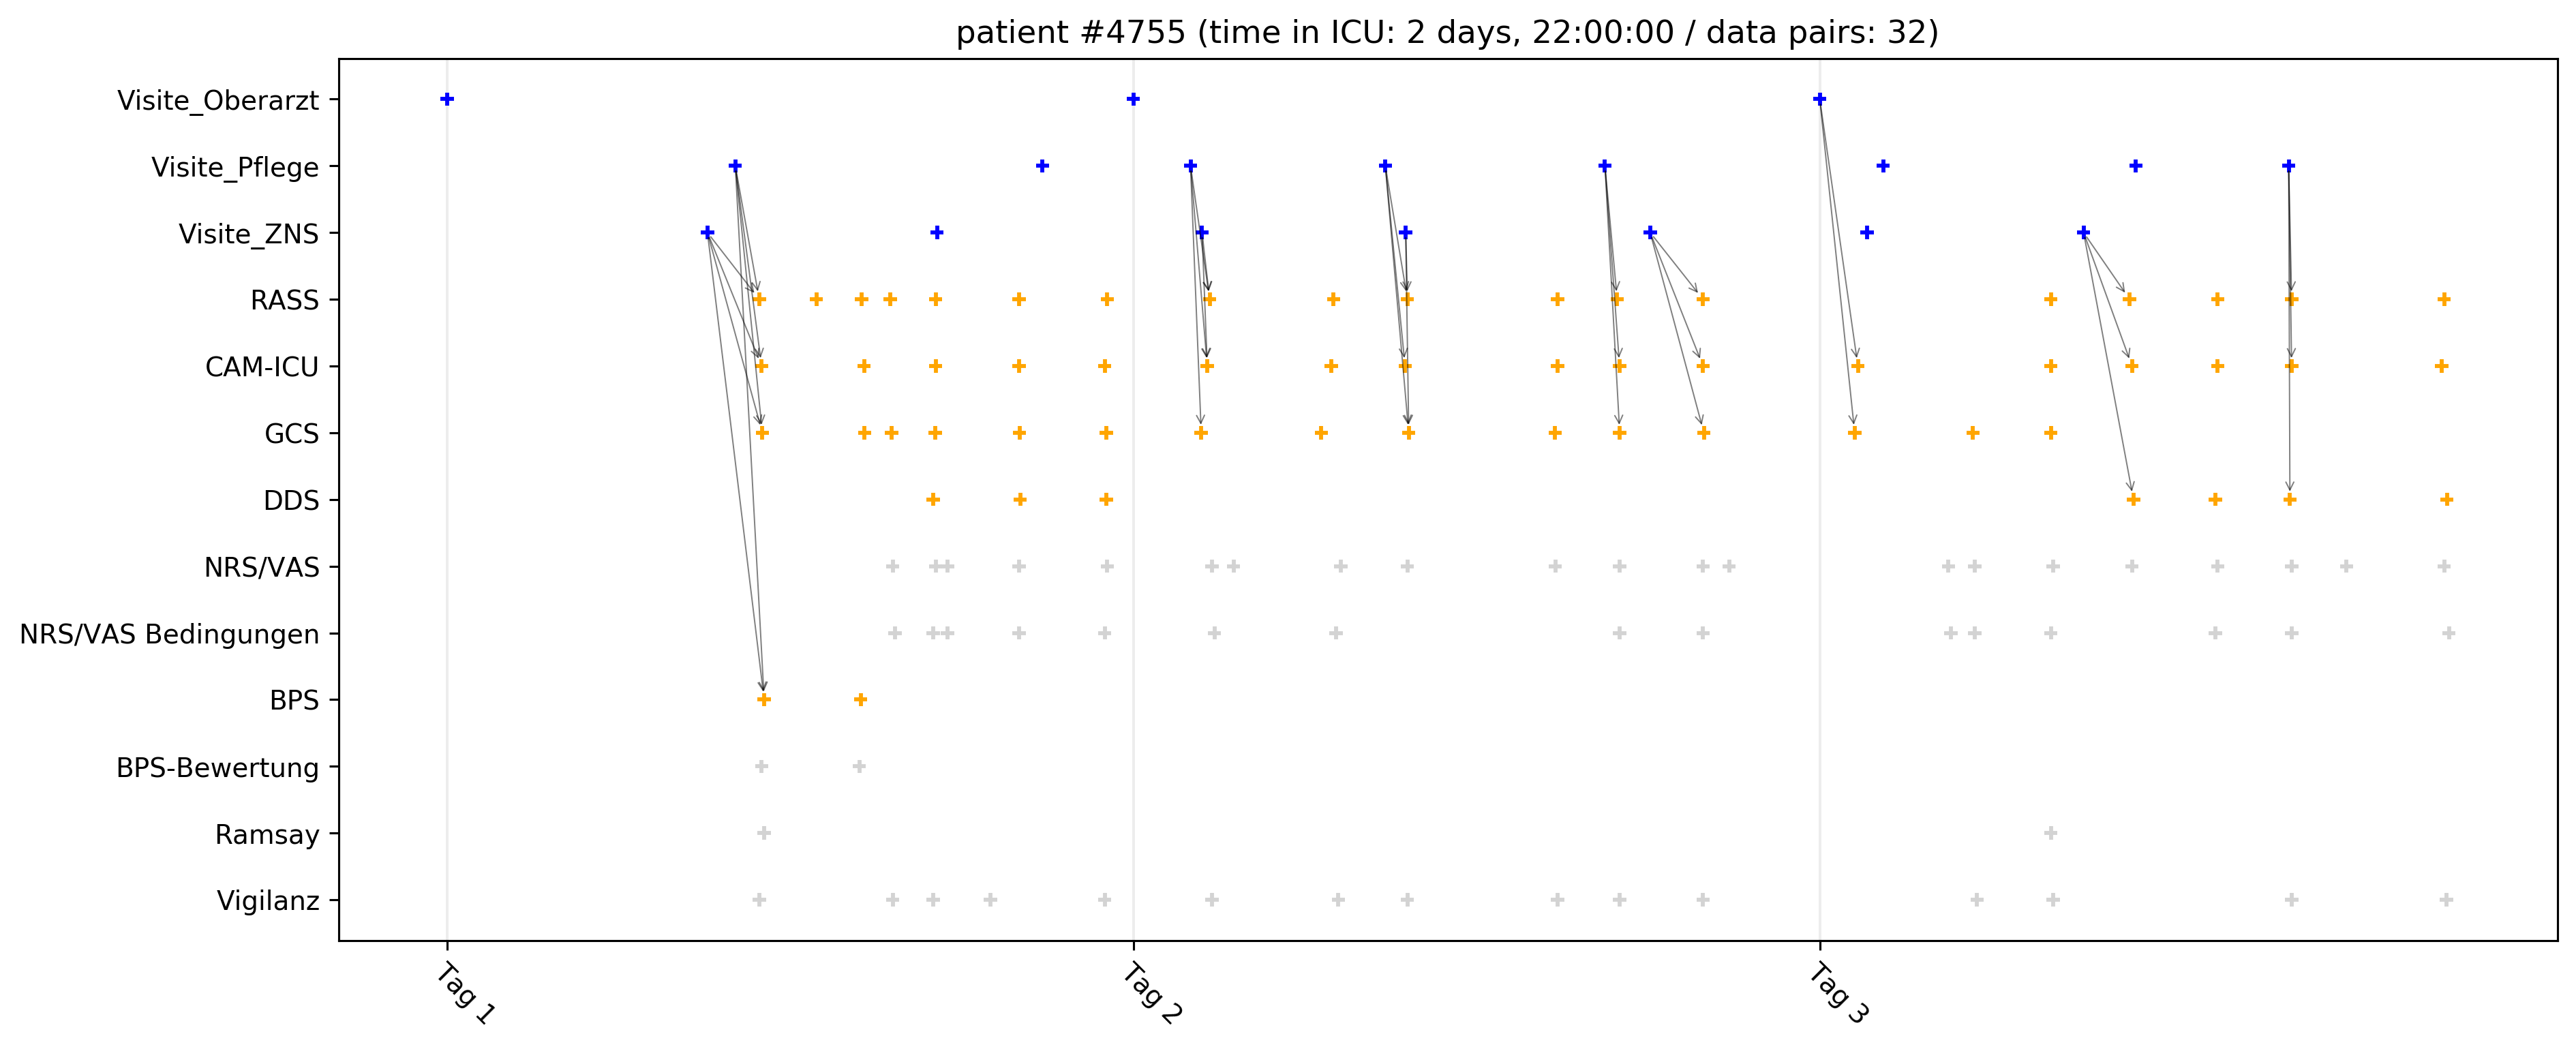 patient #4755 (time in ICU: 2 days, 22:00:00 / data pairs: 32)
Visite_Oberarzt
Visite_Pflege
Visite_ZNS
RASS
CAM-ICU
GCS
DDS
NRS/VAS
NRS/VAS Bedingungen
BPS
BPS-Bewertung
Ramsay
Vigilanz
Tag 1
Tag 2
Tag 3